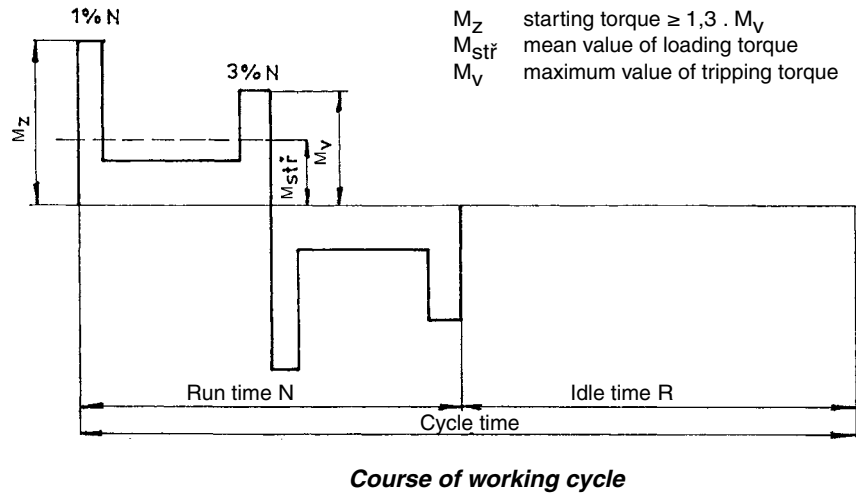 1% N
M_Z starting torque ≥ 1,3 . M_V
M_stř mean value of loading torque
M_V maximum value of tripping torque
3% N
M_Z
M_stř
M_V
Run time N
Idle time R
Cycle time
Course of working cycle